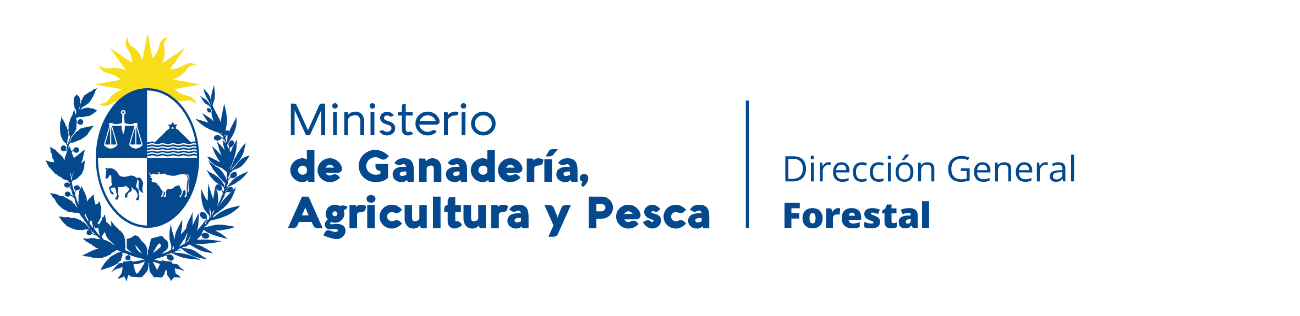 Ministerio
de Ganadería,
Agricultura y Pesca
Dirección General
Forestal